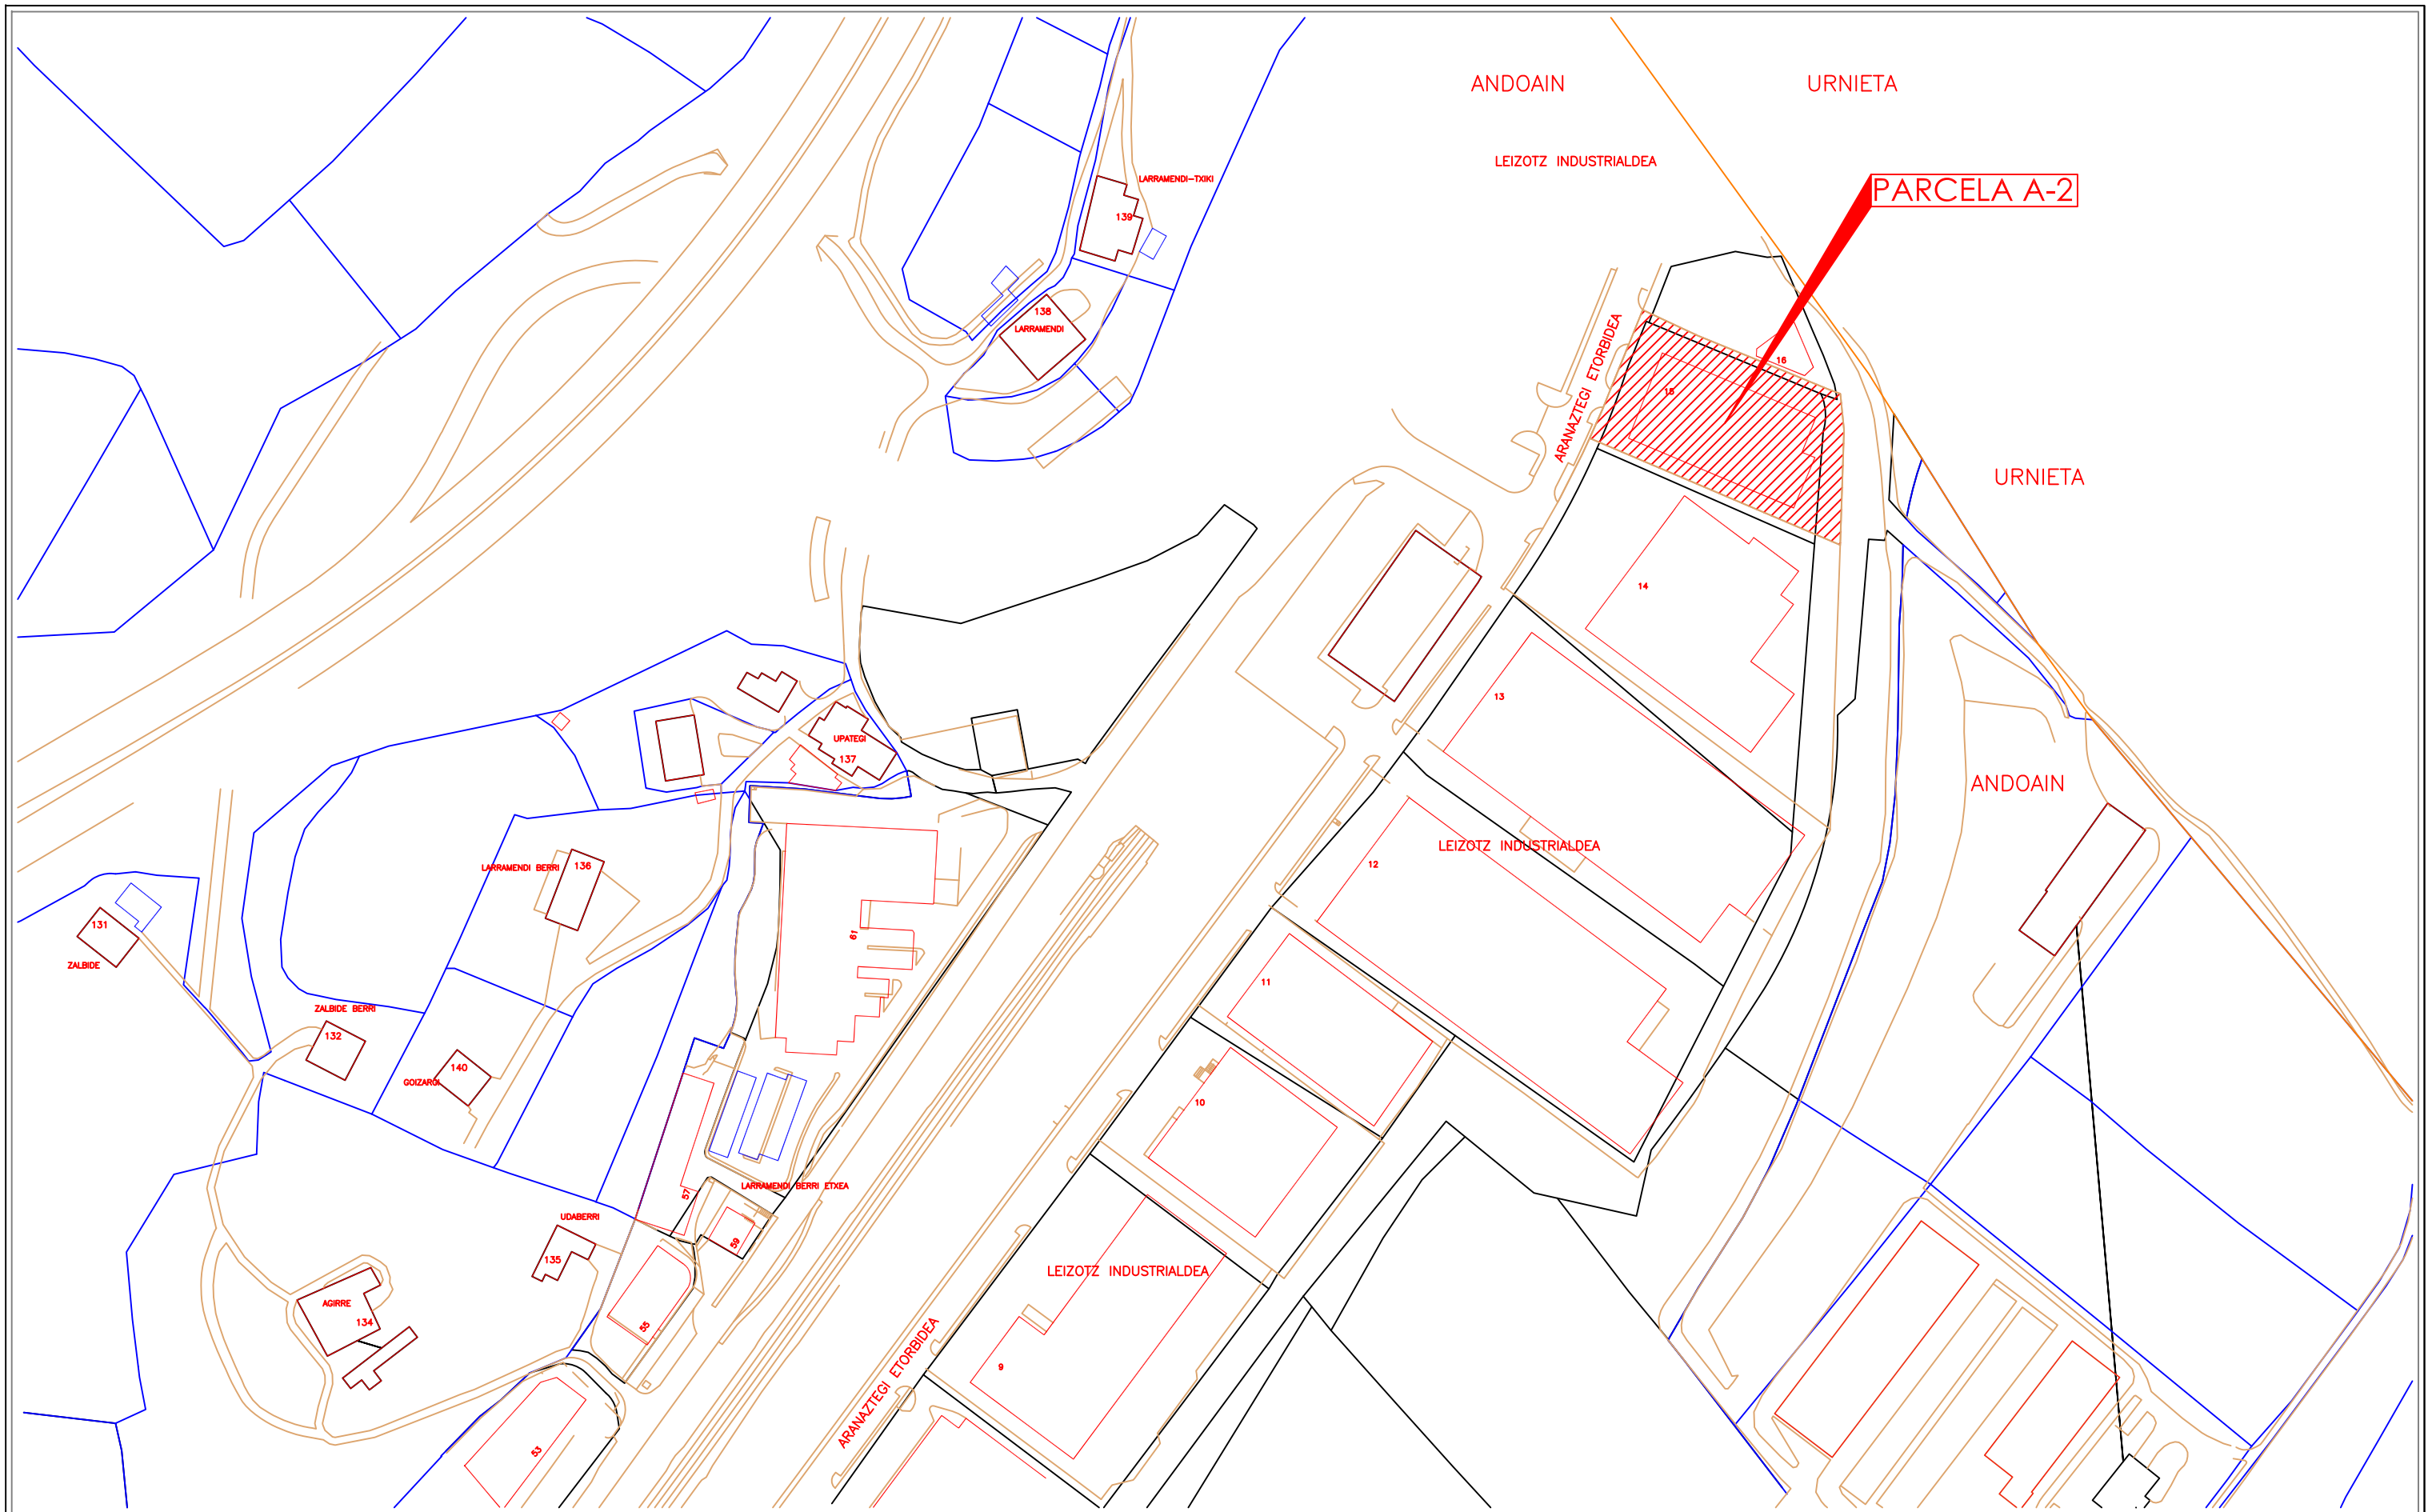 ANDOAIN
URNIETA
LEIZOTZ INDUSTRIALDEA
LARRAMENDI-TXIKI
PARCELA A-2
139
138
LARRAMENDI
ARANAZTEGI ETORBIDEA
16
15
URNIETA
14
13
UPATEGI
137
ANDOAIN
LEIZOTZ INDUSTRIALDEA
12
LARRAMENDI BERRI
136
131
61
ZALBIDE
11
ZALBIDE BERRI
132
140
GOIZARGI
10
LARRAMENDI BERRI ETXEA
57
UDABERRI
59
135
LEIZOTZ INDUSTRIALDEA
AGIRRE
134
55
9
ARANAZTEGI ETORBIDEA
53